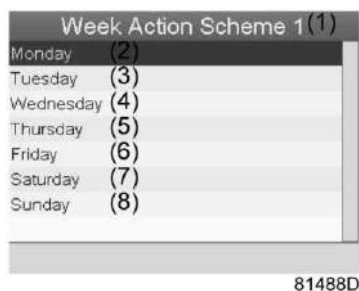 Week Action Scheme 1(1)
Monday (2)
Tuesday (3)
Wednesday (4)
Thursday (5)
Friday (6)
Saturday (7)
Sunday (8)
81488D